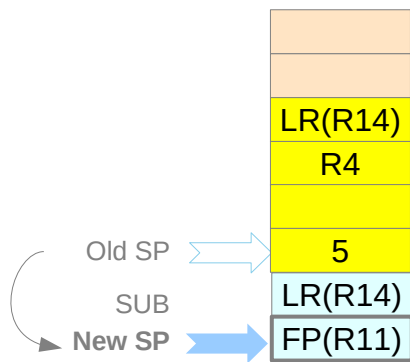 LR(R14)
R4
Old SP
5
SUB
LR(R14)
New SP
FP(R11)